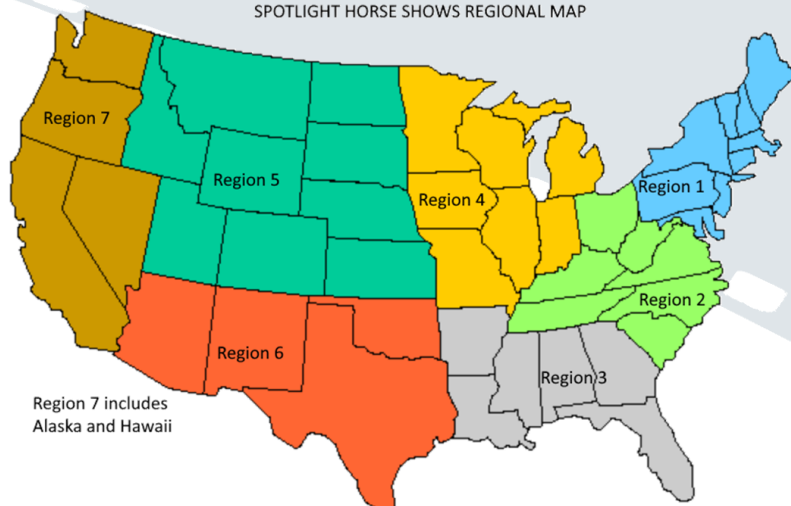 SPOTLIGHT HORSE SHOWS REGIONAL MAP
Region 7
Region 5
Region 4
Region 1
Region 2
Region 6
Region 3
Region 7 includes
Alaska and Hawaii